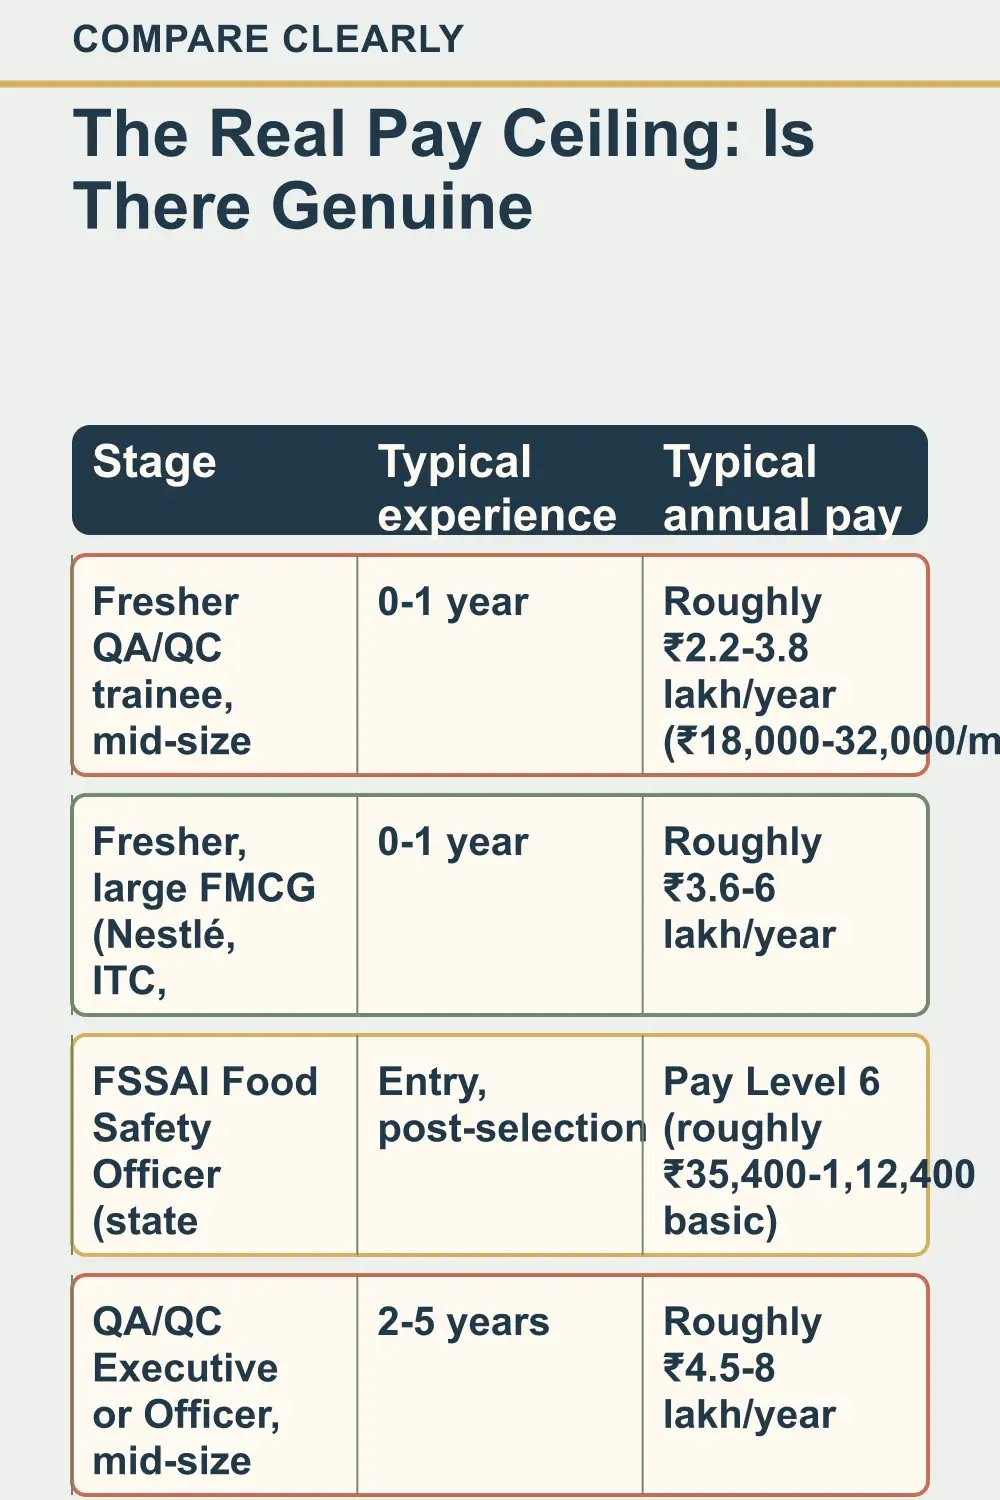 COMPARE CLEARLY
The Real Pay Ceiling: Is
There Genuine
Stage
Typical
experience
Typical
annual pay
Fresher
QA/QC
trainee,
mid-size
0-1 year
Roughly
₹2.2-3.8
lakh/year
(₹18,000-32,000/m
Fresher,
large FMCG
(Nestlé,
ITC,
0-1 year
Roughly
₹3.6-6
lakh/year
FSSAI Food
Safety
Officer
(state
Entry,
post-selection
Pay Level 6
(roughly
₹35,400-1,12,400
basic)
QA/QC
Executive
or Officer,
mid-size
2-5 years
Roughly
₹4.5-8
lakh/year